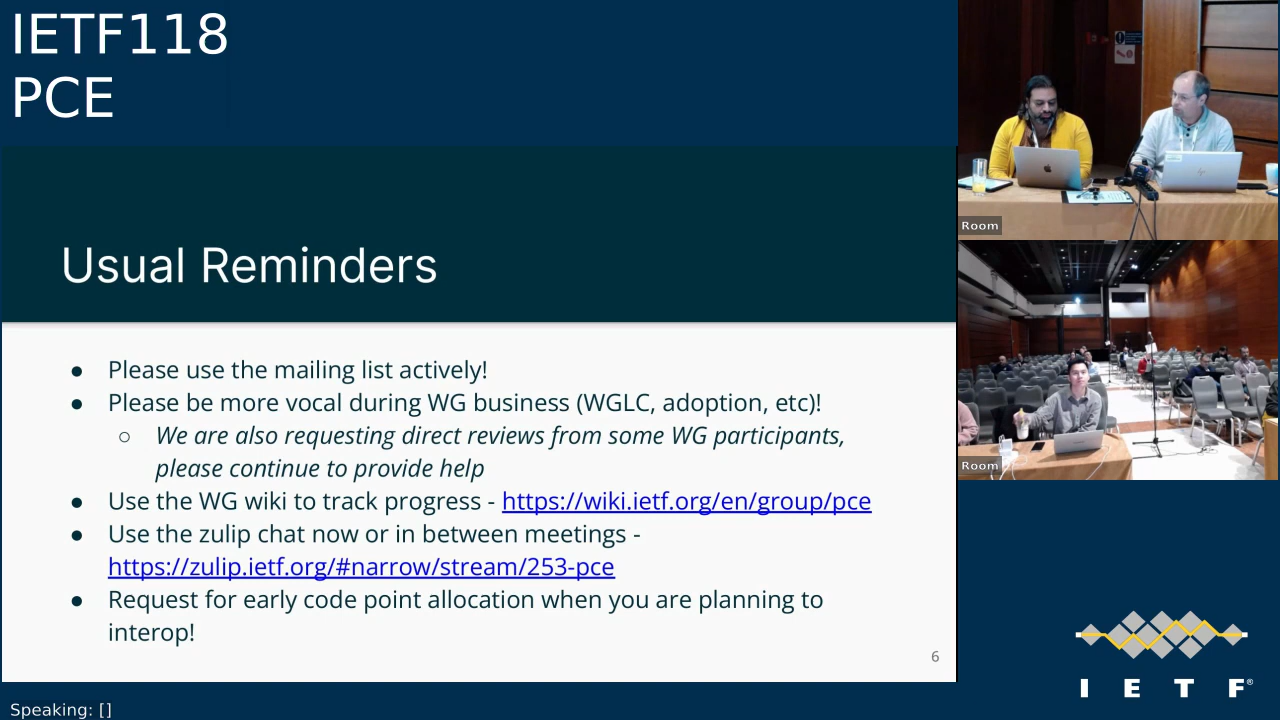 IETF118
PCE
Usual Reminders
● Please use the mailing list actively!
● Please be more vocal during WG business (WGLC, adoption, etc)!
○ We are also requesting direct reviews from some WG participants,
please continue to provide help
● Use the WG wiki to track progress - https://wiki.ietf.org/en/group/pce
● Use the zulip chat now or in between meetings -
https://zulip.ietf.org/#narrow/stream/253-pce
● Request for early code point allocation when you are planning to
interop!
6
Room
Room
I E T F®
Speaking: []